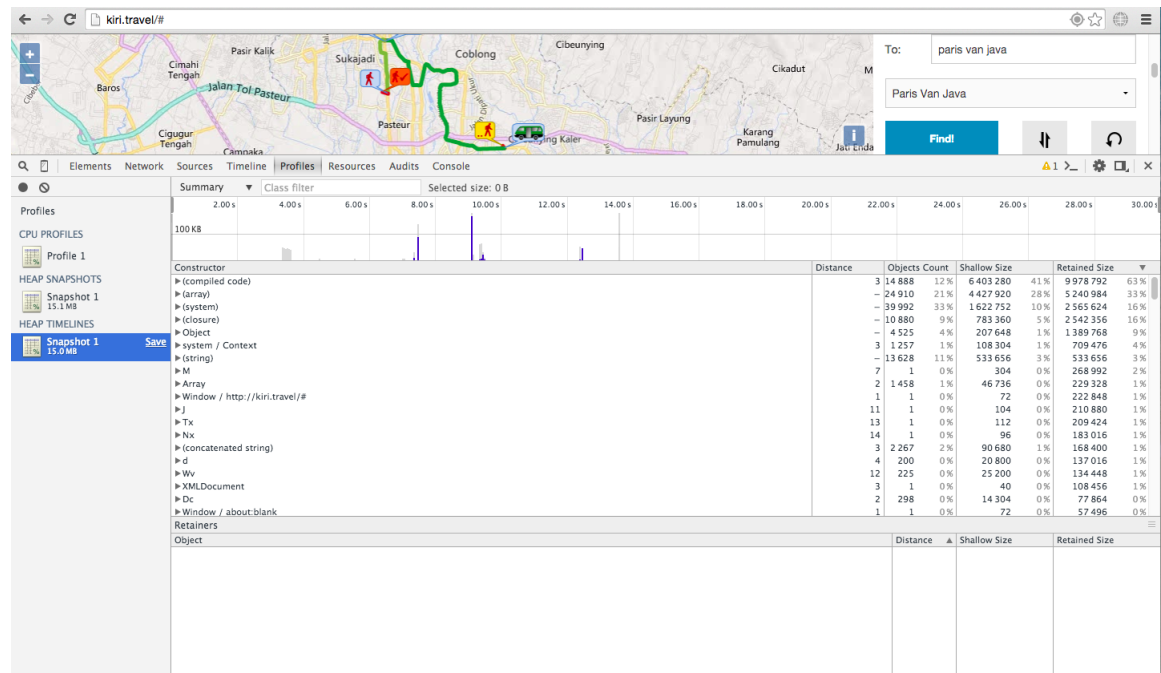 kiri.travel/#
+
−
Pasir Kalik
Cimahi
Tengah
Sukajadi
Coblong
Cibeunying
Cikadut
M
Cibeber
Baros
Jalan Tol Pasteur
Pasteur
Pasir Layung
Cigugur
Tengah
Campaka
ng Kaler
Karang
Pamulang
Jati Enda
i
To: paris van java
Paris Van Java
Find!
Elements Network Sources Timeline Profiles Resources Audits Console
1
Profiles
CPU PROFILES
Profile 1
HEAP SNAPSHOTS
Snapshot 1
15.1 MB
HEAP TIMELINES
Snapshot 1 Save
15.0 MB
Summary ▼ Class filter Selected size: 0 B
2.00 s 4.00 s 6.00 s 8.00 s 10.00 s 12.00 s 14.00 s 16.00 s 18.00 s 20.00 s 22.00 s 24.00 s 26.00 s 28.00 s 30.00 s
100 KB
Constructor Distance Objects Count Shallow Size Retained Size ▼
(compiled code) 3 14 888 12 % 6 403 280 41 % 9 978 792 63 %
(array) – 24 910 21 % 4 427 920 28 % 5 240 984 33 %
(system) – 39 992 33 % 1 622 752 10 % 2 565 624 16 %
(closure) – 10 880 9 % 783 360 5 % 2 542 356 16 %
Object – 4 525 4 % 207 648 1 % 1 389 768 9 %
system / Context 3 1 257 1 % 108 304 1 % 709 476 4 %
(string) – 13 628 11 % 533 656 3 % 533 656 3 %
M 7 1 0 % 304 0 % 268 992 2 %
Array 2 1 458 1 % 46 736 0 % 229 328 1 %
Window / http://kiri.travel/# 1 1 0 % 72 0 % 222 848 1 %
J 11 1 0 % 104 0 % 210 880 1 %
Tx 13 1 0 % 112 0 % 209 424 1 %
Nx 14 1 0 % 96 0 % 183 016 1 %
(concatenated string) 3 2 267 2 % 90 680 1 % 168 400 1 %
d 4 200 0 % 20 800 0 % 137 016 1 %
Wv 12 225 0 % 25 200 0 % 134 448 1 %
XMLDocument 3 1 0 % 40 0 % 108 456 1 %
Dc 2 298 0 % 14 304 0 % 77 864 0 %
Window / about:blank 1 1 0 % 72 0 % 57 496 0 %
Retainers
Object Distance ▲ Shallow Size Retained Size